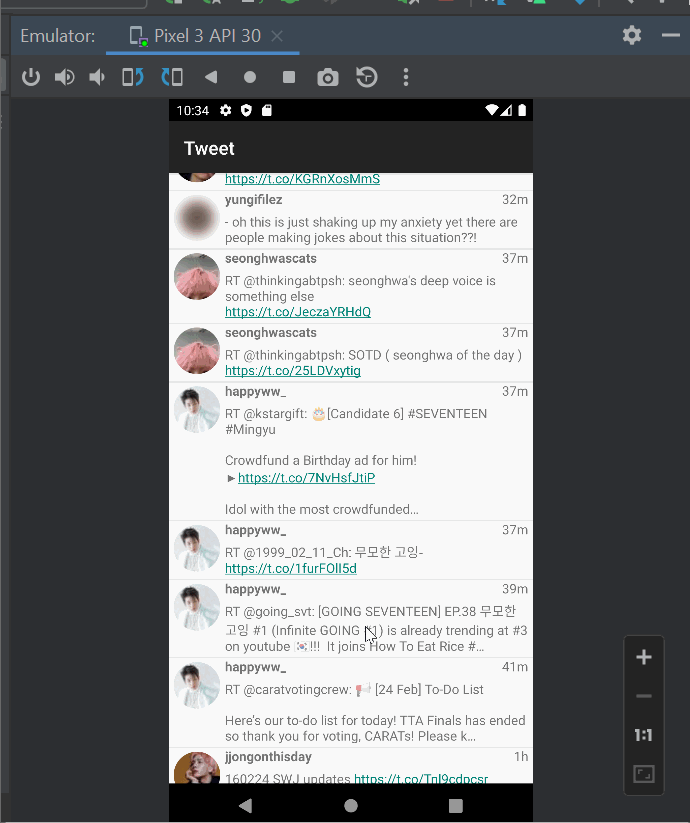 Emulator: Pixel 3 API 30
10:34
Tweet
https://t.co/KGRnXosMmS
yungifilez 32m
- oh this is just shaking up my anxiety yet there are
people making jokes about this situation??!
seonghwascats 37m
RT @thinkingabtpsh: seonghwa's deep voice is
something else
https://t.co/JeczaYRHdQ
seonghwascats 37m
RT @thinkingabtpsh: SOTD ( seonghwa of the day )
https://t.co/25LDVxytig
happyww_ 37m
RT @kstargift: 🎂[Candidate 6] #SEVENTEEN
#Mingyu
Crowdfund a Birthday ad for him!
►https://t.co/7NvHsfJtiP
Idol with the most crowdfunded…
happyww_ 37m
RT @1999_02_11_Ch: 무모한 고잉-
https://t.co/1furFOlI5d
happyww_ 39m
RT @going_svt: [GOING SEVENTEEN] EP.38 무모한
고잉 #1 (Infinite GOING #1) is already trending at #3
on youtube 🇰🇷!!! It joins How To Eat Rice #…
happyww_ 41m
RT @caratvotingcrew: 📢 [24 Feb] To-Do List
Here's our to-do list for today! TTA Finals has ended
so thank you for voting, CARATs! Please k…
jjongonthisday 1h
160224 SWJ updates https://t.co/Tnl9cdpcsr
1:1